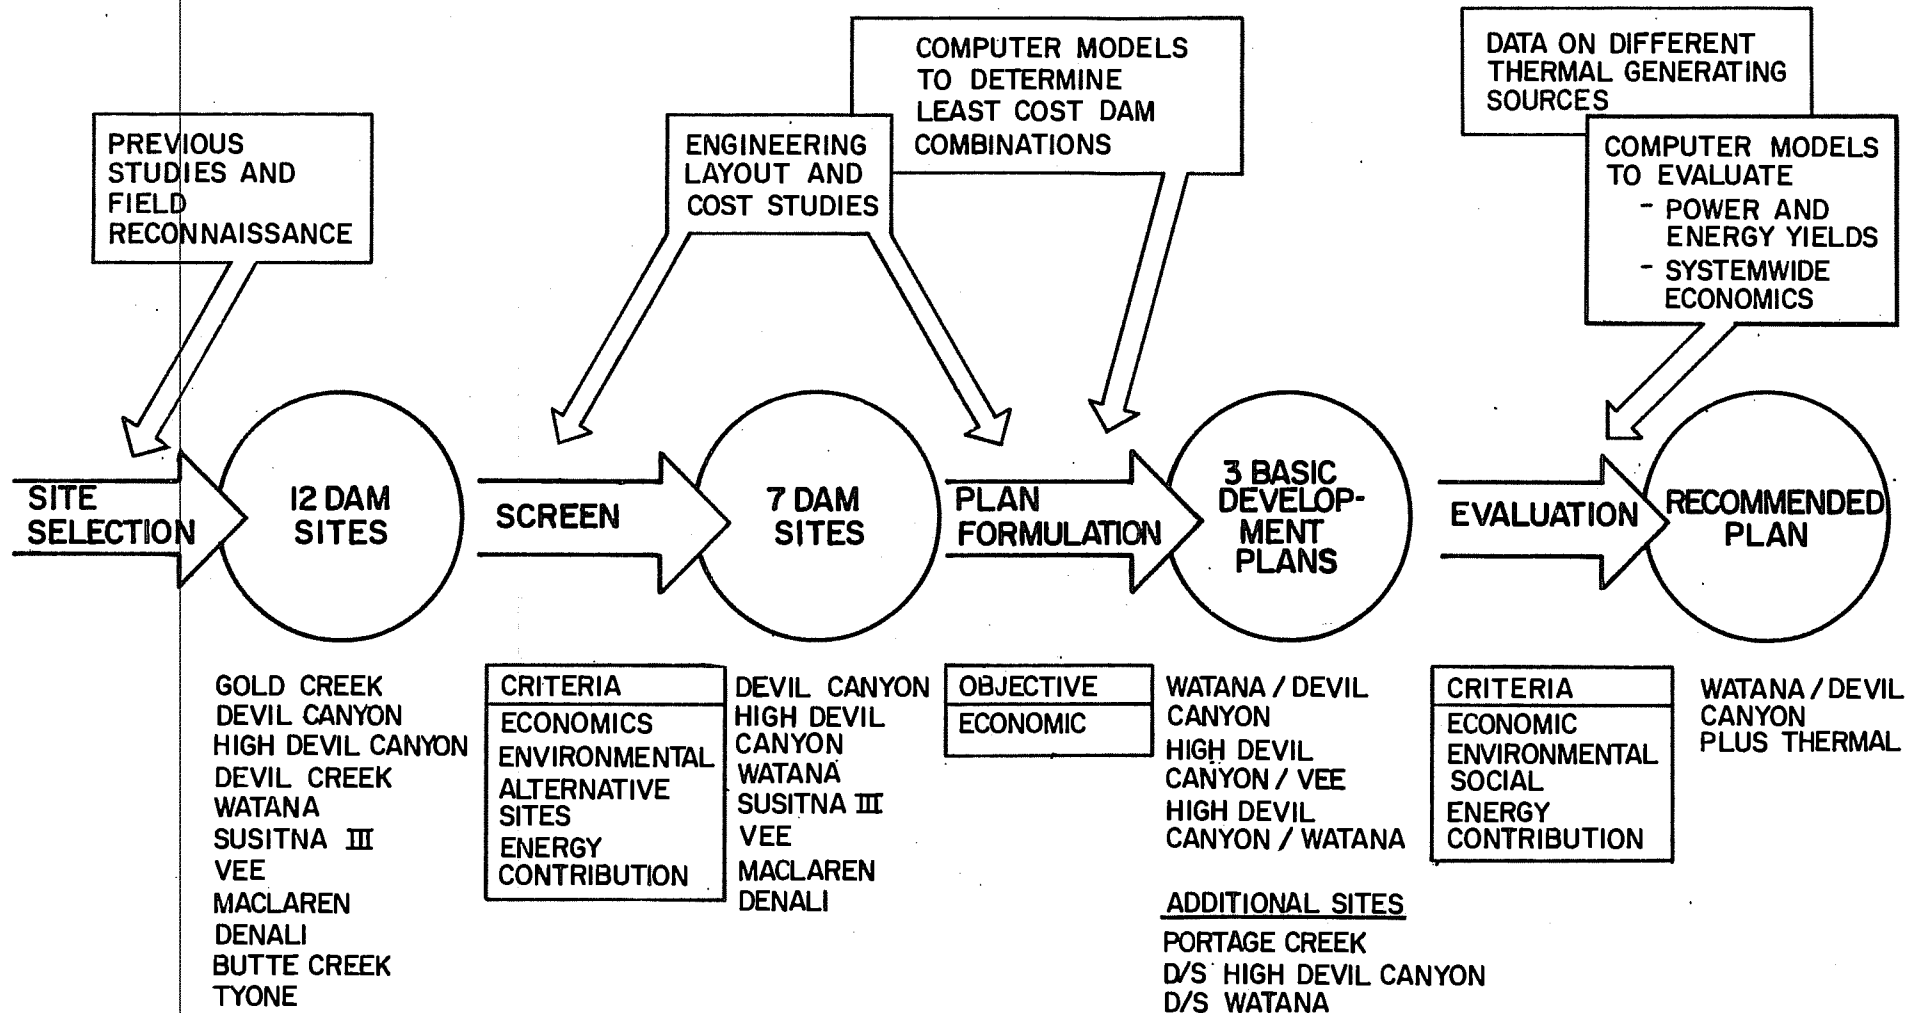 PREVIOUS
STUDIES AND
FIELD
RECONNAISSANCE
ENGINEERING
LAYOUT AND
COST STUDIES
COMPUTER MODELS
TO DETERMINE
LEAST COST DAM
COMBINATIONS
DATA ON DIFFERENT
THERMAL GENERATING
SOURCES
COMPUTER MODELS
TO EVALUATE
- POWER AND
ENERGY YIELDS
- SYSTEMWIDE
ECONOMICS
SITE
SELECTION
12 DAM
SITES
SCREEN
7 DAM
SITES
PLAN
FORMULATION
3 BASIC
DEVELOP-
MENT
PLANS
EVALUATION
RECOMMENDED
PLAN
GOLD CREEK
DEVIL CANYON
HIGH DEVIL CANYON
DEVIL CREEK
WATANA
SUSITNA III
VEE
MACLAREN
DENALI
BUTTE CREEK
TYONE
CRITERIA
ECONOMICS
ENVIRONMENTAL
ALTERNATIVE
SITES
ENERGY
CONTRIBUTION
DEVIL CANYON
HIGH DEVIL
CANYON
WATANA
SUSITNA III
VEE
MACLAREN
DENALI
OBJECTIVE
ECONOMIC
WATANA / DEVIL
CANYON
HIGH DEVIL
CANYON / VEE
HIGH DEVIL
CANYON / WATANA
ADDITIONAL SITES
PORTAGE CREEK
D/S HIGH DEVIL CANYON
D/S WATANA
CRITERIA
ECONOMIC
ENVIRONMENTAL
SOCIAL
ENERGY
CONTRIBUTION
WATANA / DEVIL
CANYON
PLUS THERMAL